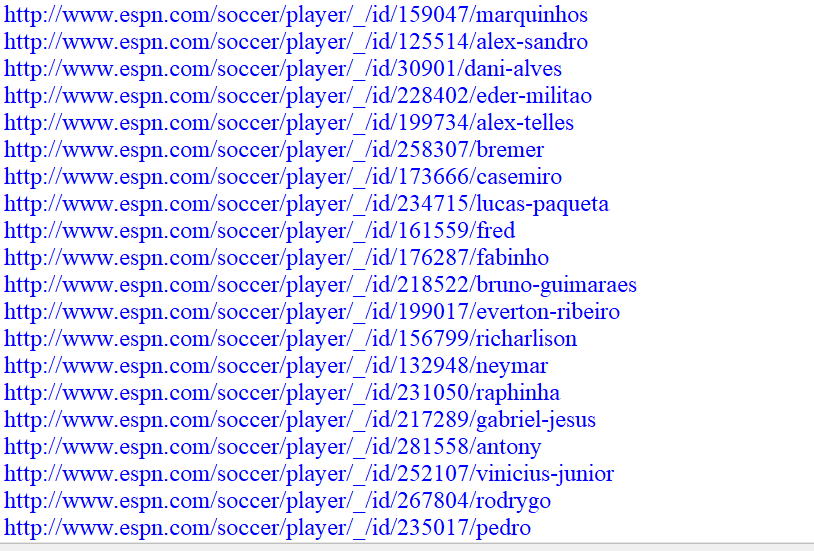 http://www.espn.com/soccer/player/_/id/159047/marquinhos
http://www.espn.com/soccer/player/_/id/125514/alex-sandro
http://www.espn.com/soccer/player/_/id/30901/dani-alves
http://www.espn.com/soccer/player/_/id/228402/eder-militao
http://www.espn.com/soccer/player/_/id/199734/alex-telles
http://www.espn.com/soccer/player/_/id/258307/bremer
http://www.espn.com/soccer/player/_/id/173666/casemiro
http://www.espn.com/soccer/player/_/id/234715/lucas-paqueta
http://www.espn.com/soccer/player/_/id/161559/fred
http://www.espn.com/soccer/player/_/id/176287/fabinho
http://www.espn.com/soccer/player/_/id/218522/bruno-guimaraes
http://www.espn.com/soccer/player/_/id/199017/everton-ribeiro
http://www.espn.com/soccer/player/_/id/156799/richarlison
http://www.espn.com/soccer/player/_/id/132948/neymar
http://www.espn.com/soccer/player/_/id/231050/raphinha
http://www.espn.com/soccer/player/_/id/217289/gabriel-jesus
http://www.espn.com/soccer/player/_/id/281558/antony
http://www.espn.com/soccer/player/_/id/252107/vinicius-junior
http://www.espn.com/soccer/player/_/id/267804/rodrygo
http://www.espn.com/soccer/player/_/id/235017/pedro